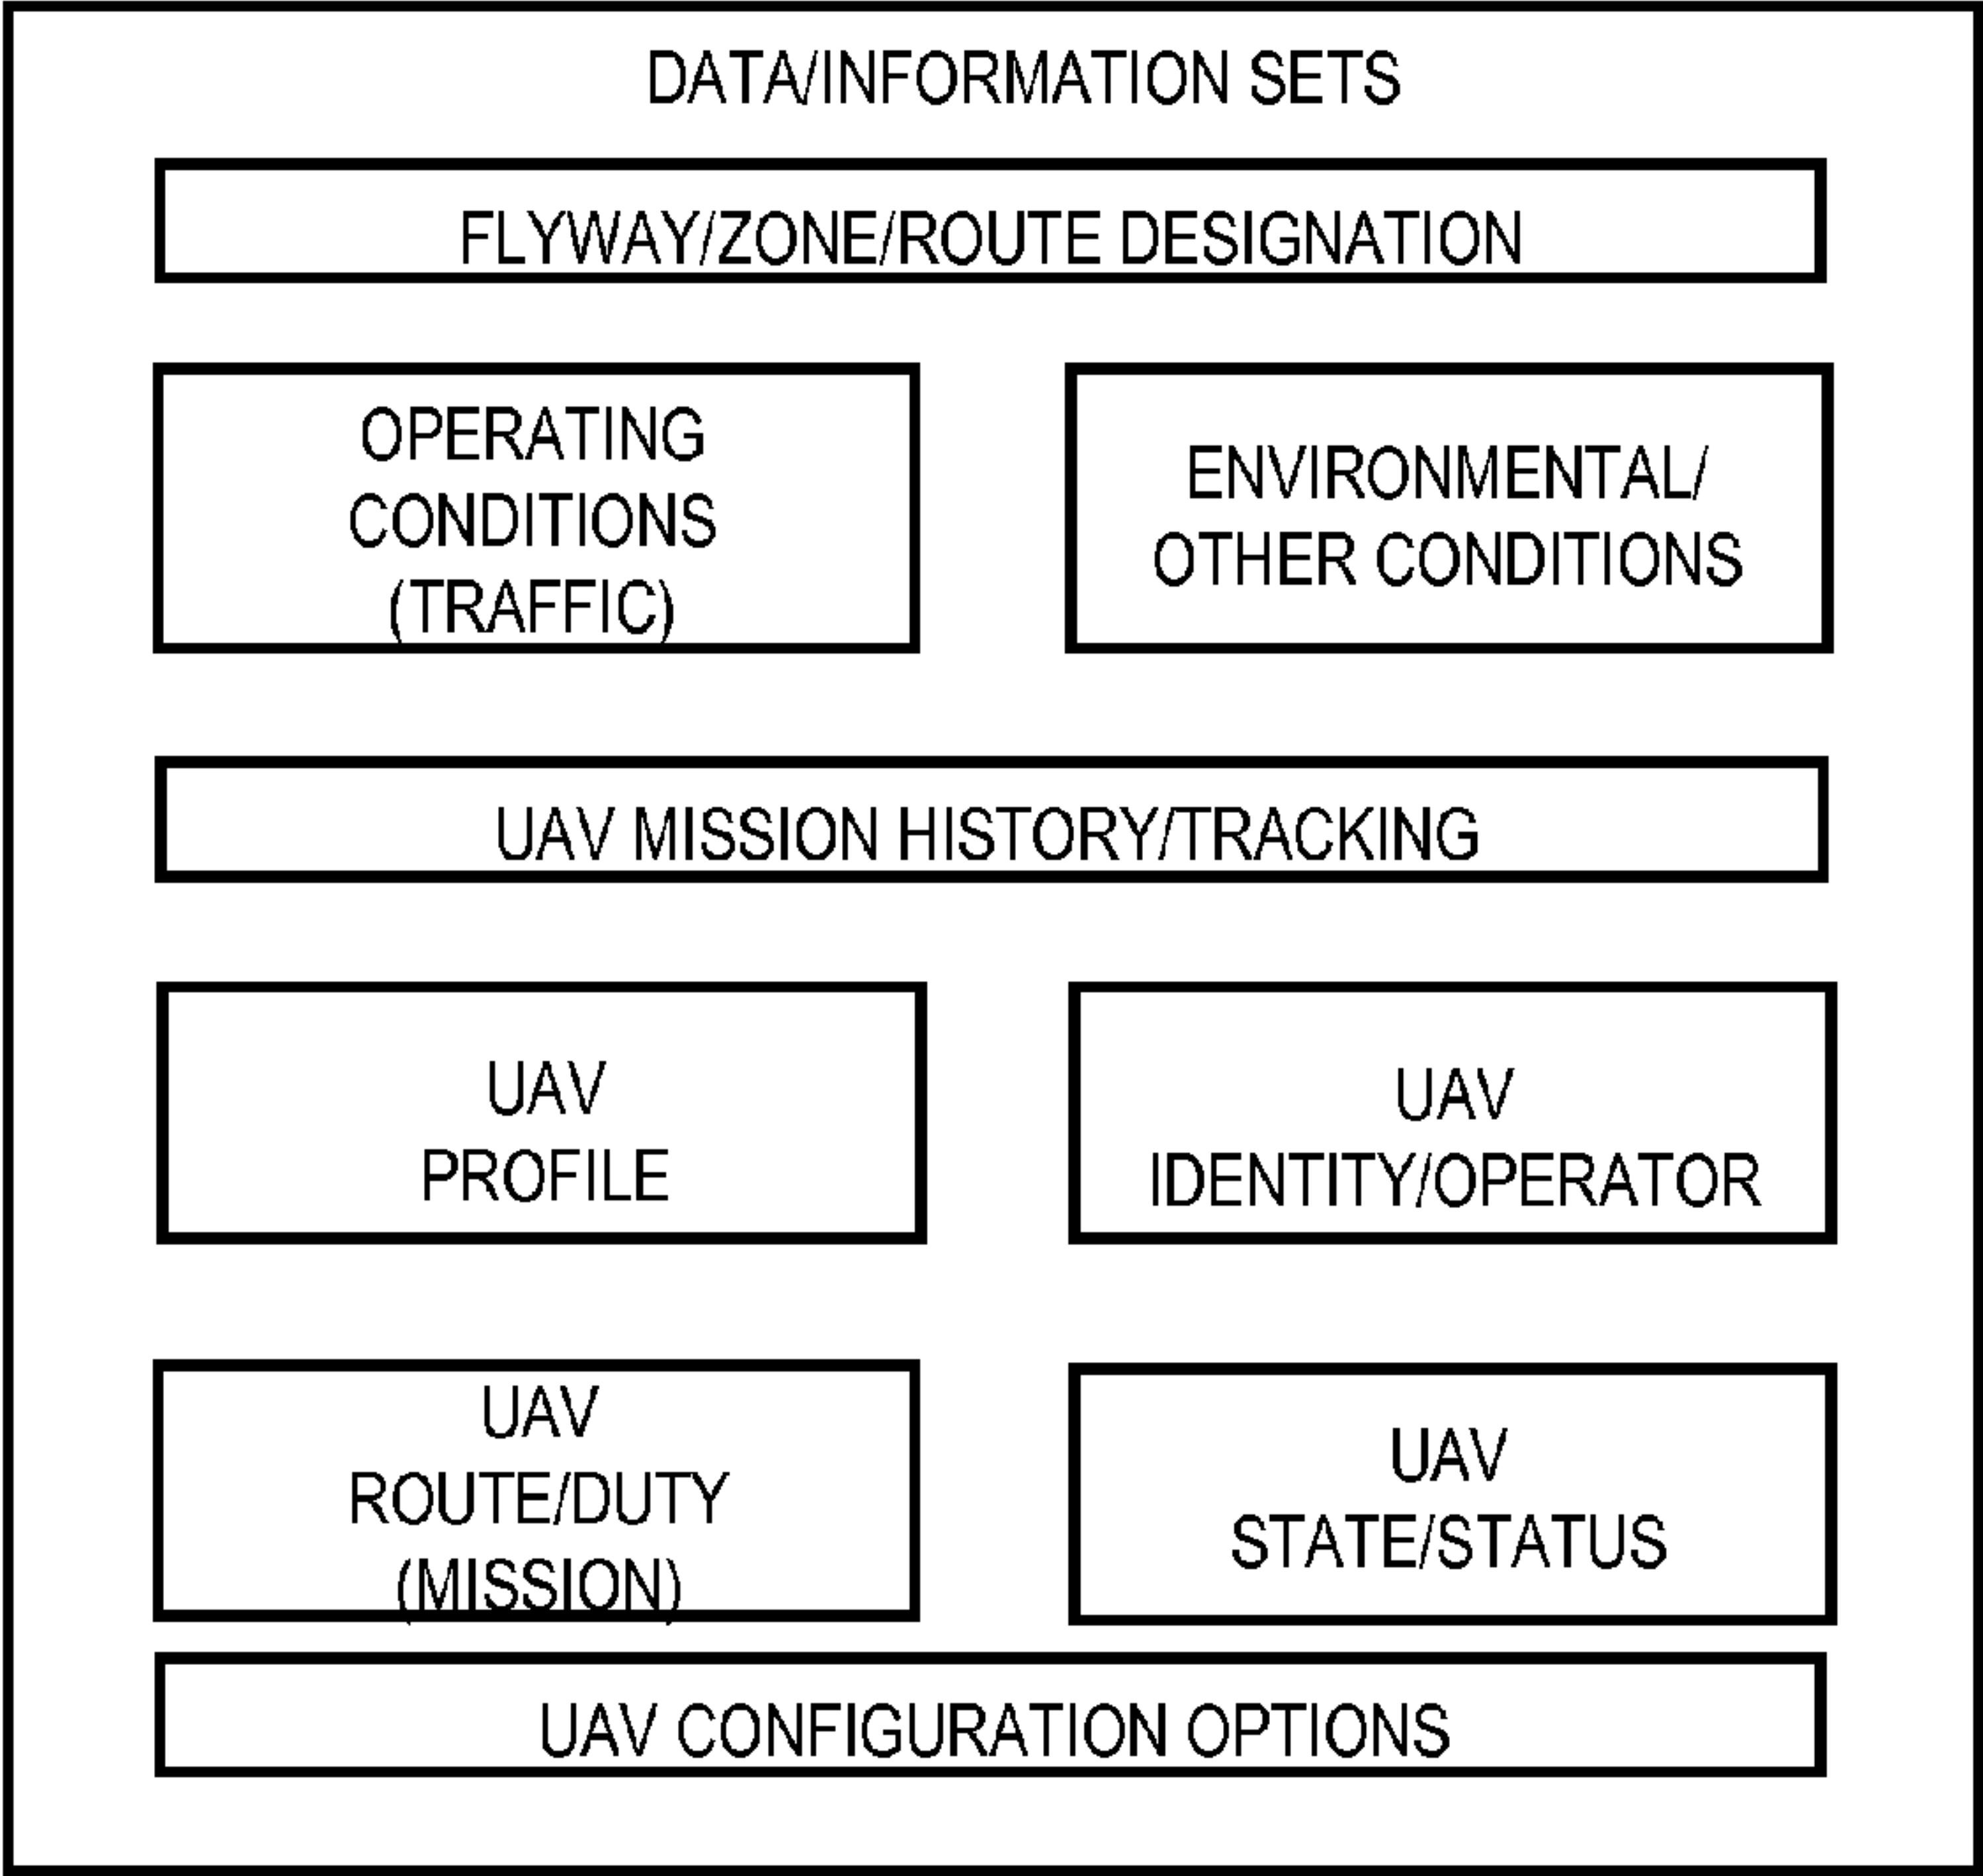 DATA/INFORMATION SETS
FLYWAY/ZONE/ROUTE DESIGNATION
OPERATING
CONDITIONS
(TRAFFIC)
ENVIRONMENTAL/
OTHER CONDITIONS
UAV MISSION HISTORY/TRACKING
UAV
PROFILE
UAV
IDENTITY/OPERATOR
UAV
ROUTE/DUTY
(MISSION)
UAV
STATE/STATUS
UAV CONFIGURATION OPTIONS